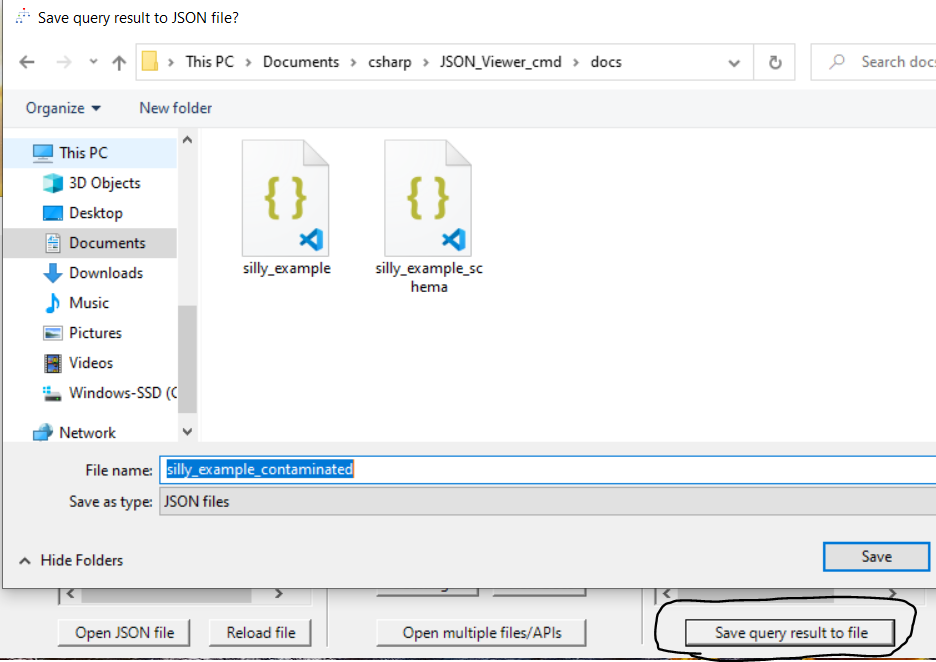 Save query result to JSON file?
This PC > Documents > csharp > JSON_Viewer_cmd > docs
Search docs
Organize
New folder
This PC
3D Objects
Desktop
Documents
Downloads
Music
Pictures
Videos
Windows-SSD (C
Network
silly_example
silly_example_sc
hema
File name: silly_example_contaminated
Save as type: JSON files
Hide Folders
Save
Open JSON file
Reload file
Open multiple files/APIs
Save query result to file